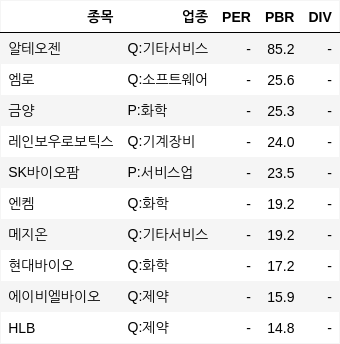 종목 업종 PER PBR DIV
알테오젠 Q:기타서비스 - 85.2 -
엠로 Q:소프트웨어 - 25.6 -
금양 P:화학 - 25.3 -
레인보우로보틱스 Q:기계장비 - 24.0 -
SK바이오팜 P:서비스업 - 23.5 -
엔켐 Q:화학 - 19.2 -
메지온 Q:기타서비스 - 19.2 -
현대바이오 Q:화학 - 17.2 -
에이비엘바이오 Q:제약 - 15.9 -
HLB Q:제약 - 14.8 -